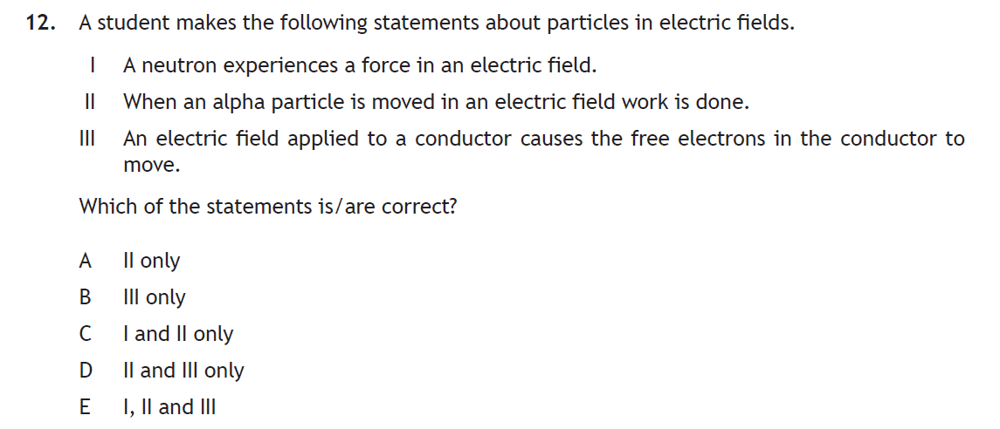 12. A student makes the following statements about particles in electric fields.
I A neutron experiences a force in an electric field.
II When an alpha particle is moved in an electric field work is done.
III An electric field applied to a conductor causes the free electrons in the conductor to
move.
Which of the statements is/are correct?
A II only
B III only
C I and II only
D II and III only
E I, II and III